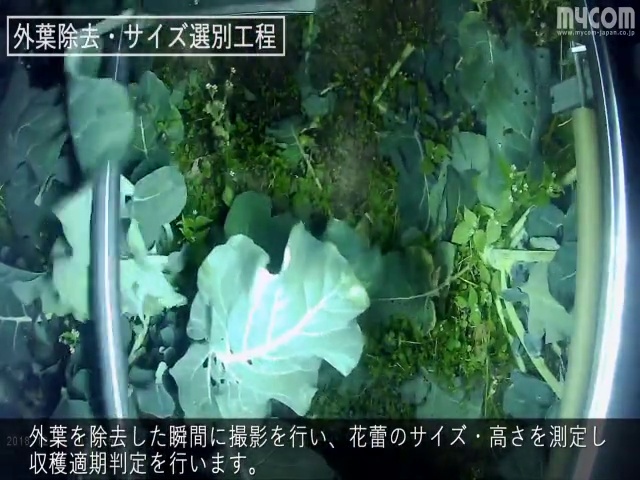 外葉除去・サイズ選別工程
mycom
www.mycom-japan.co.jp
外葉を除去した瞬間に撮影を行い、花蕾のサイズ・高さを測定し
収穫適期判定を行います。